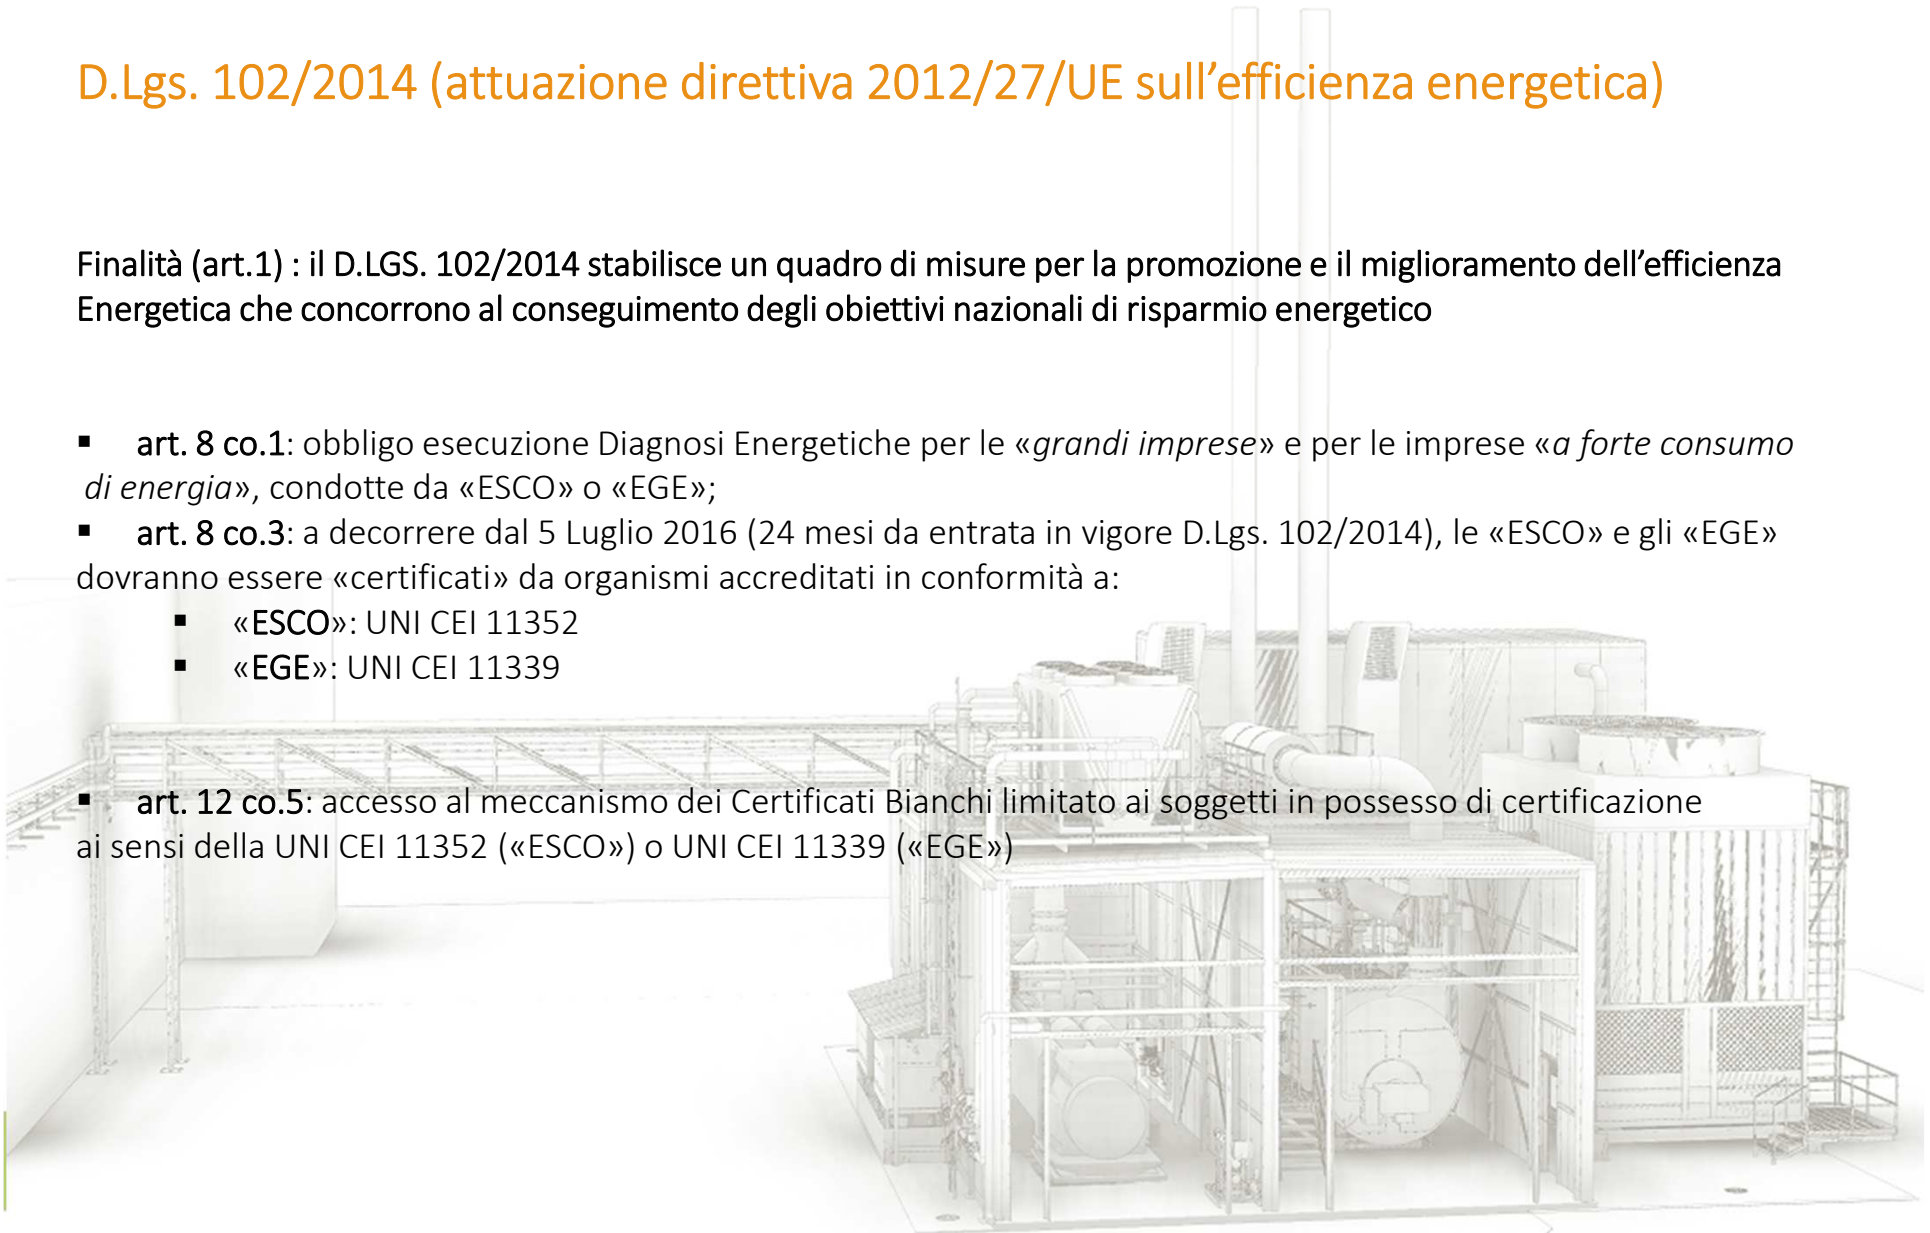 D.Lgs. 102/2014 (attuazione direttiva 2012/27/UE sull’efficienza energetica)
Finalità (art.1) : il D.LGS. 102/2014 stabilisce un quadro di misure per la promozione e il miglioramento dell’efficienza
Energetica che concorrono al conseguimento degli obiettivi nazionali di risparmio energetico
▪ art. 8 co.1: obbligo esecuzione Diagnosi Energetiche per le «grandi imprese» e per le imprese «a forte consumo
di energia», condotte da «ESCO» o «EGE»;
▪ art. 8 co.3: a decorrere dal 5 Luglio 2016 (24 mesi da entrata in vigore D.Lgs. 102/2014), le «ESCO» e gli «EGE»
dovranno essere «certificati» da organismi accreditati in conformità a:
▪ «ESCO»: UNI CEI 11352
▪ «EGE»: UNI CEI 11339
▪ art. 12 co.5: accesso al meccanismo dei Certificati Bianchi limitato ai soggetti in possesso di certificazione
ai sensi della UNI CEI 11352 («ESCO») o UNI CEI 11339 («EGE»)